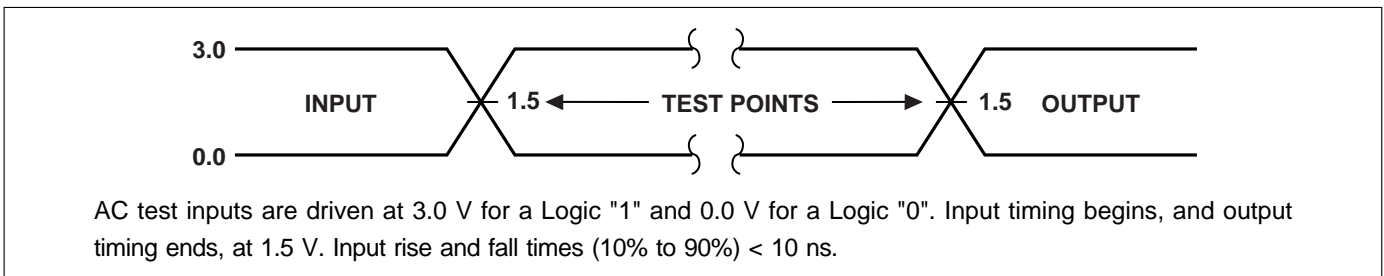 3.0
INPUT 1.5 TEST POINTS 1.5 OUTPUT
0.0
AC test inputs are driven at 3.0 V for a Logic "1" and 0.0 V for a Logic "0". Input timing begins, and output
timing ends, at 1.5 V. Input rise and fall times (10% to 90%) < 10 ns.